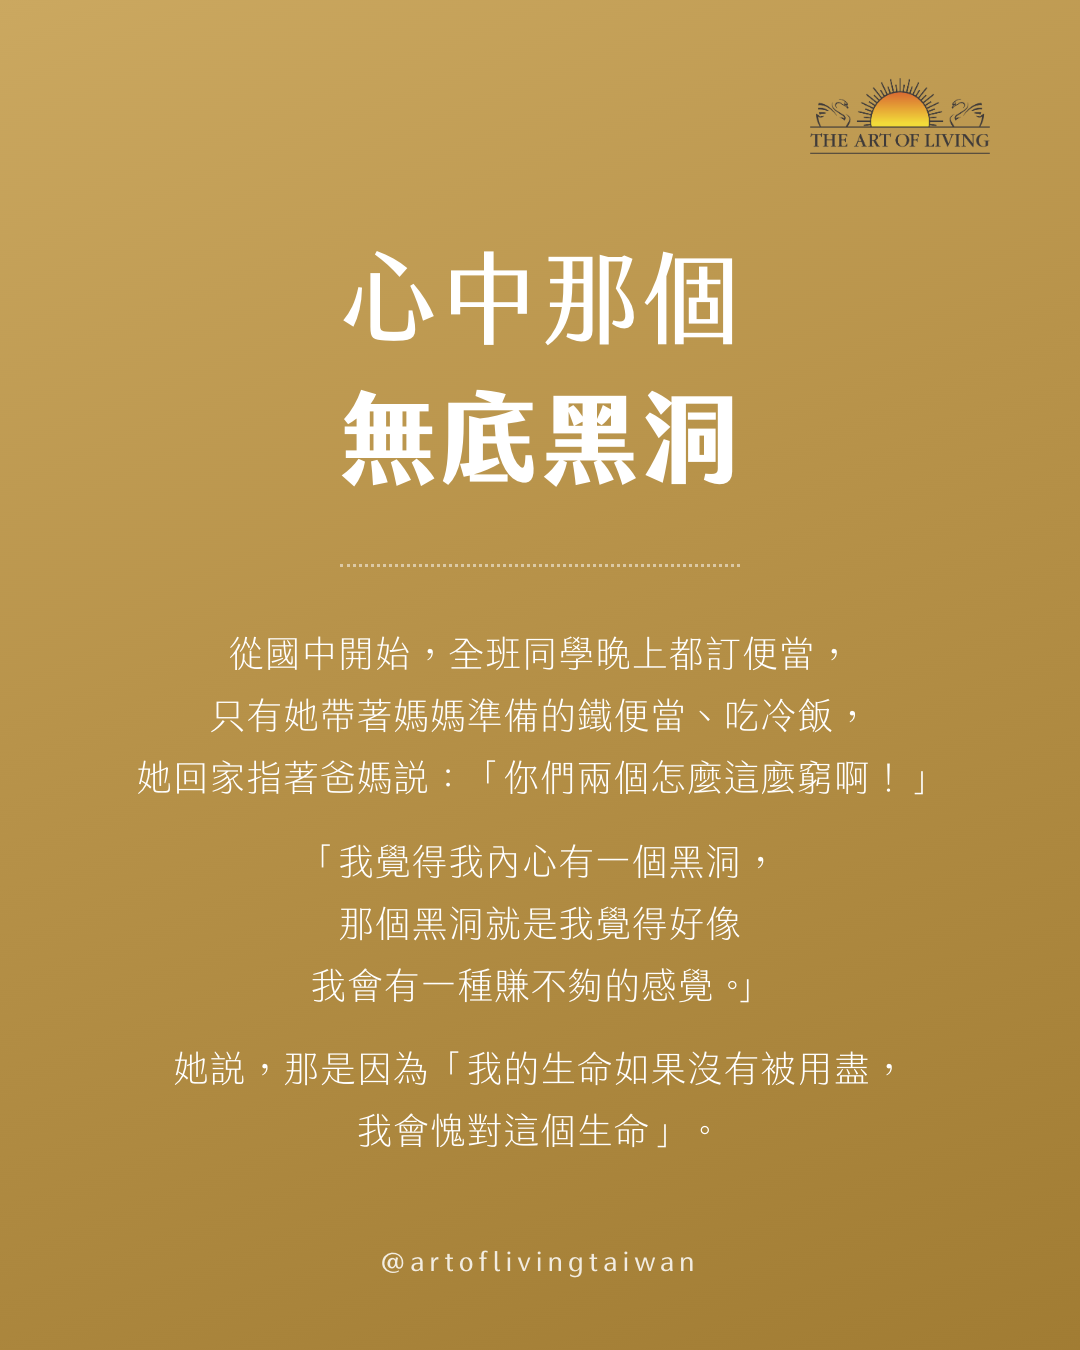 THE ART OF LIVING
心中那個
無底黑洞
從國中開始，全班同學晚上都訂便當，
只有她帶著媽媽準備的鐵便當、吃冷飯，
她回家指著爸媽說：「你們兩個怎麼這麼窮啊！」
「我覺得我內心有一個黑洞，
那個黑洞就是我覺得好像
我會有一種賺不夠的感覺。」
她說，那是因為「我的生命如果沒有被用盡，
我會愧對這個生命」。
@artoflivingtaiwan